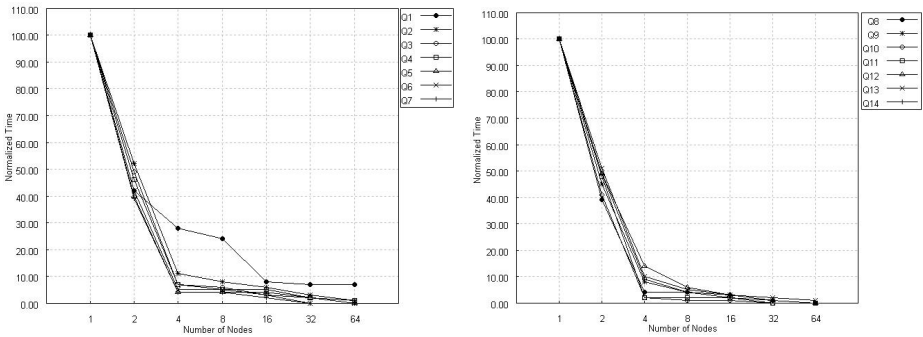 110.00
100.00
90.00
80.00
70.00
60.00
50.00
40.00
30.00
20.00
10.00
0.00
Normalized Time
1 2 4 8 16 32 64
Number of Nodes
Q1
Q2
Q3
Q4
Q5
Q6
Q7
110.00
100.00
90.00
80.00
70.00
60.00
50.00
40.00
30.00
20.00
10.00
0.00
Normalized Time
1 2 4 8 16 32 64
Number of Nodes
Q8
Q9
Q10
Q11
Q12
Q13
Q14